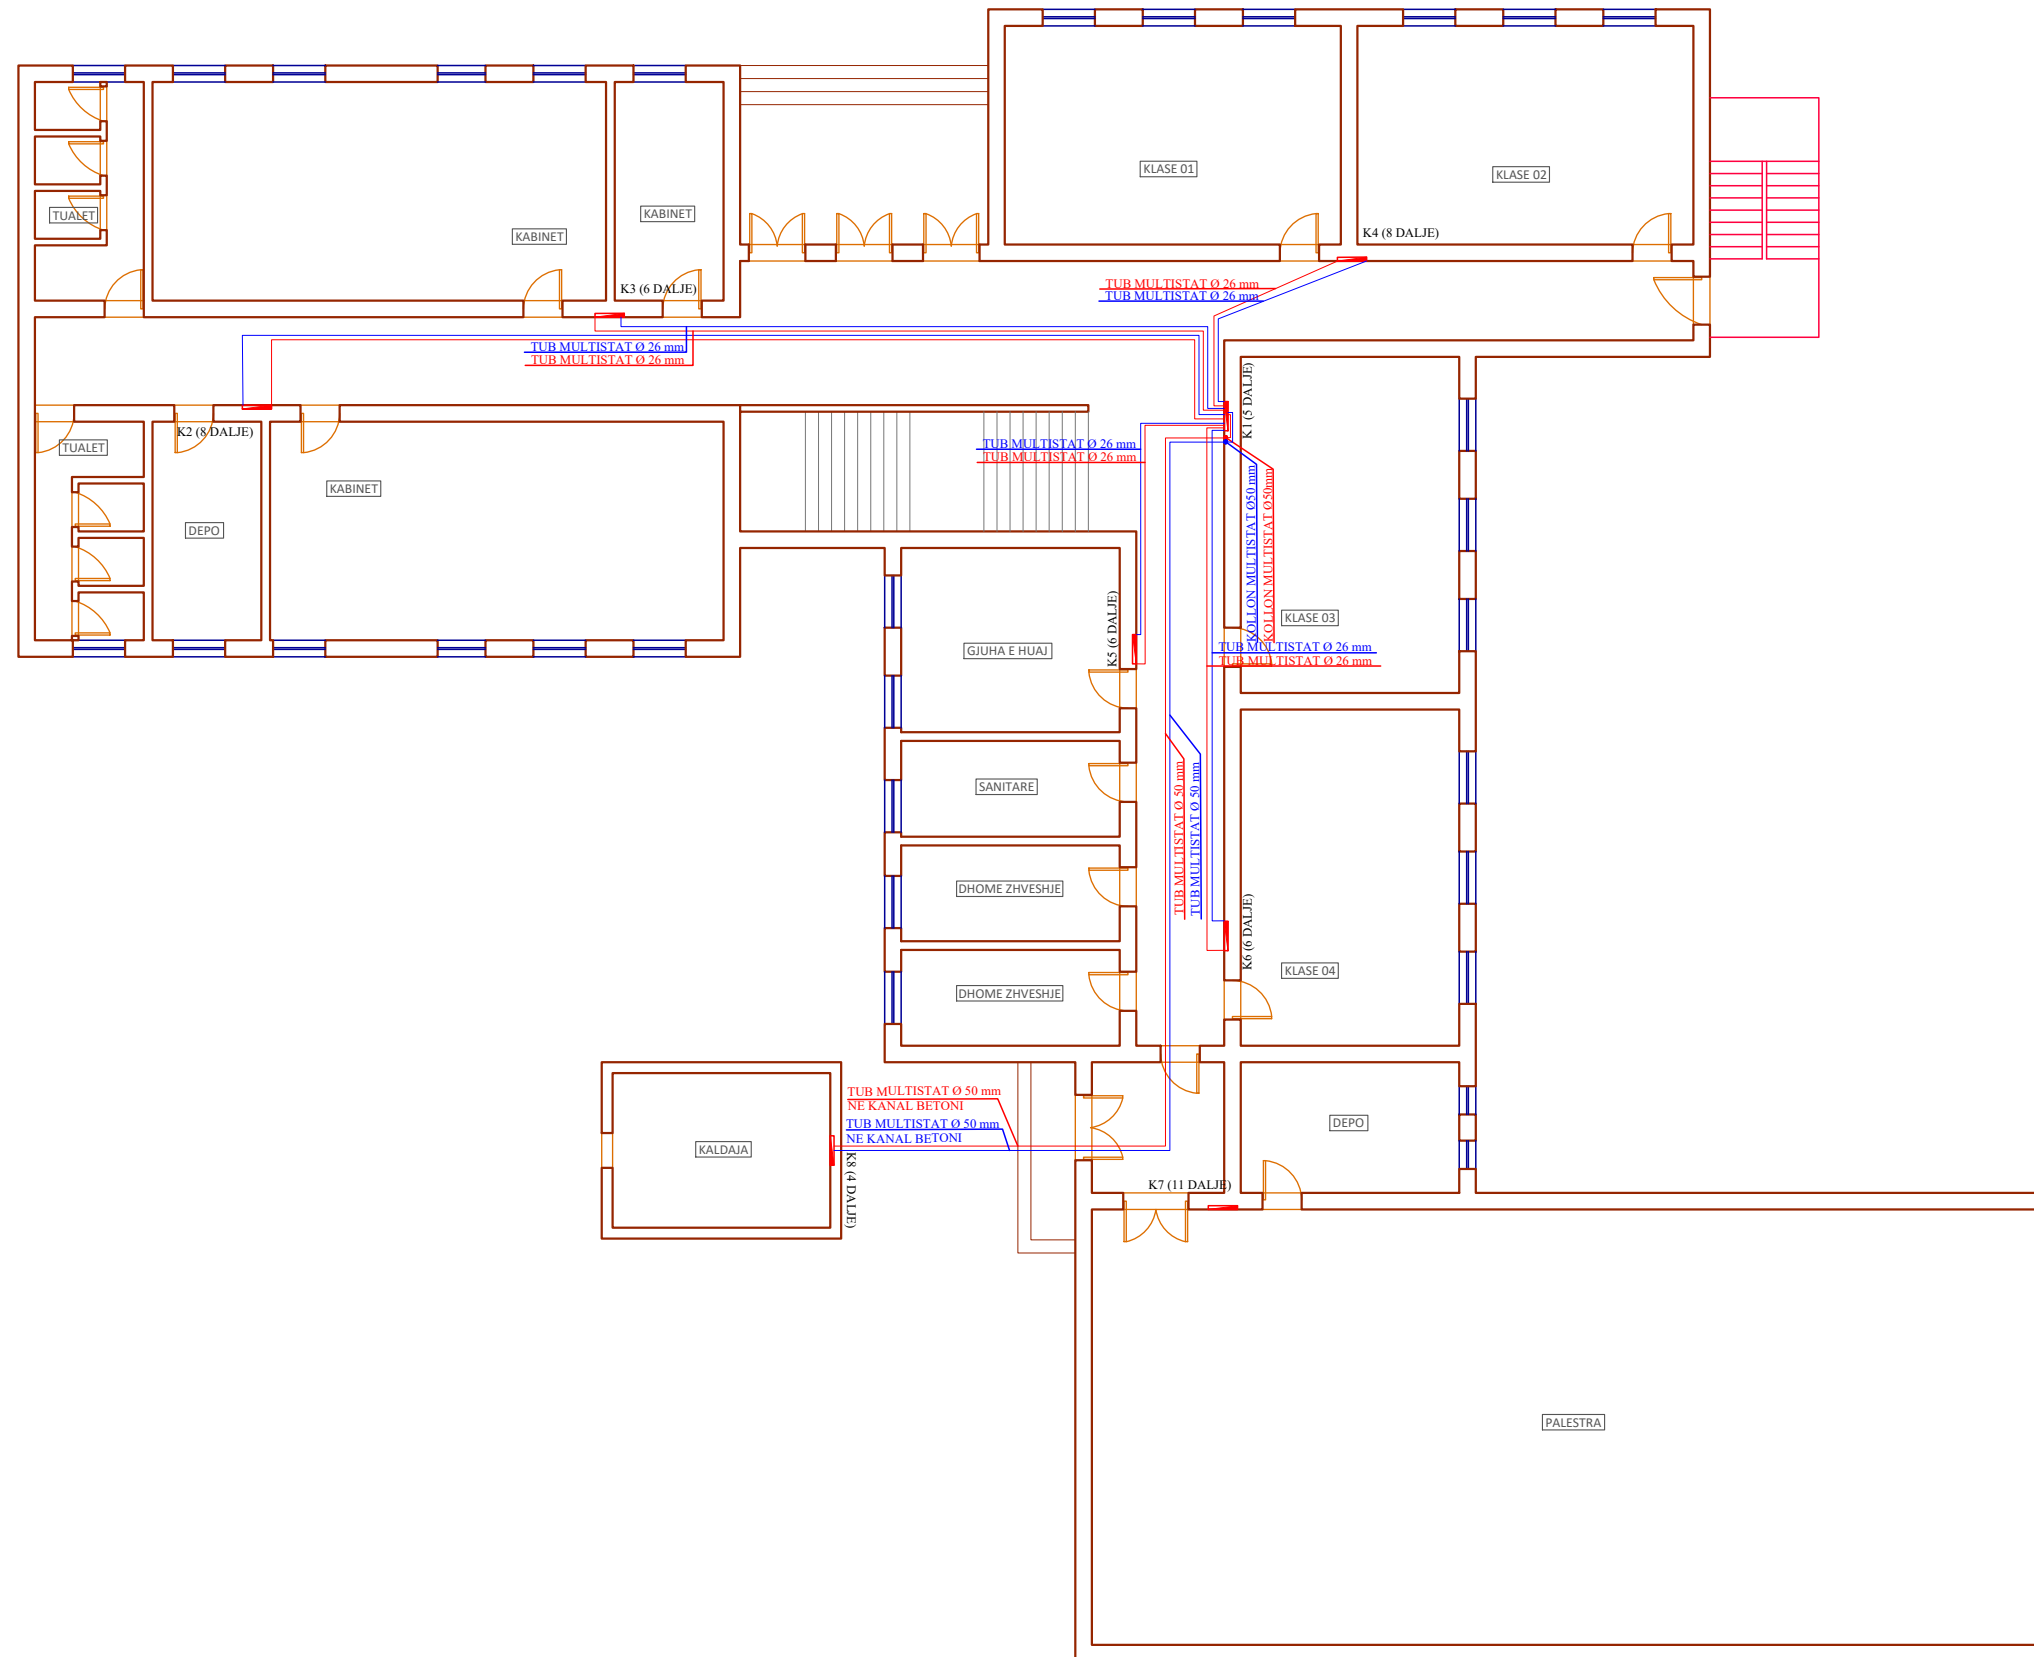 KLASE 01
KLASE 02
TUALET
KABINET
KABINET
K4 (8 DALJE)
K3 (6 DALJE)
TUB MULTISTAT Ø 26 mm
TUB MULTISTAT Ø 26 mm
TUB MULTISTAT Ø 26 mm
TUB MULTISTAT Ø 26 mm
K1 (5 DALJE)
K2 (8 DALJE)
TUALET
KABINET
DEPO
TUB MULTISTAT Ø 26 mm
TUB MULTISTAT Ø 26 mm
KOLLON MULTISTAT Ø50 mm
KOLLON MULTISTAT Ø50mm
KLASE 03
K5 (6 DALJE)
GJUHA E HUAJ
TUB MULTISTAT Ø 26 mm
TUB MULTISTAT Ø 26 mm
SANITARE
TUB MULTISTAT Ø 50 mm
TUB MULTISTAT Ø 50 mm
DHOME ZHVESHJE
K6 (6 DALJE)
KLASE 04
DHOME ZHVESHJE
TUB MULTISTAT Ø 50 mm
NE KANAL BETONI
TUB MULTISTAT Ø 50 mm
NE KANAL BETONI
KALDAJA
K8 (4 DALJE)
DEPO
K7 (11 DALJE)
PALESTRA